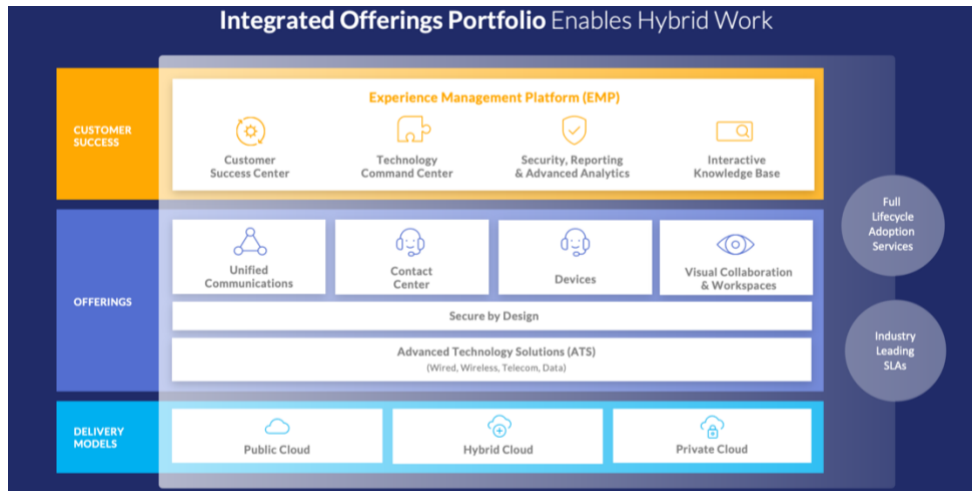 Integrated Offerings Portfolio Enables Hybrid Work
CUSTOMER
SUCCESS
Experience Management Platform (EMP)
Customer
Success Center
Technology
Command Center
Security, Reporting
& Advanced Analytics
Interactive
Knowledge Base
Full
Lifecycle
Adoption
Services
OFFERINGS
Unified
Communications
Contact
Center
Devices
Visual Collaboration
& Workspaces
Secure by Design
Advanced Technology Solutions (ATS)
(Wired, Wireless, Telecom, Data)
Industry
Leading
SLAs
DELIVERY
MODELS
Public Cloud
Hybrid Cloud
Private Cloud